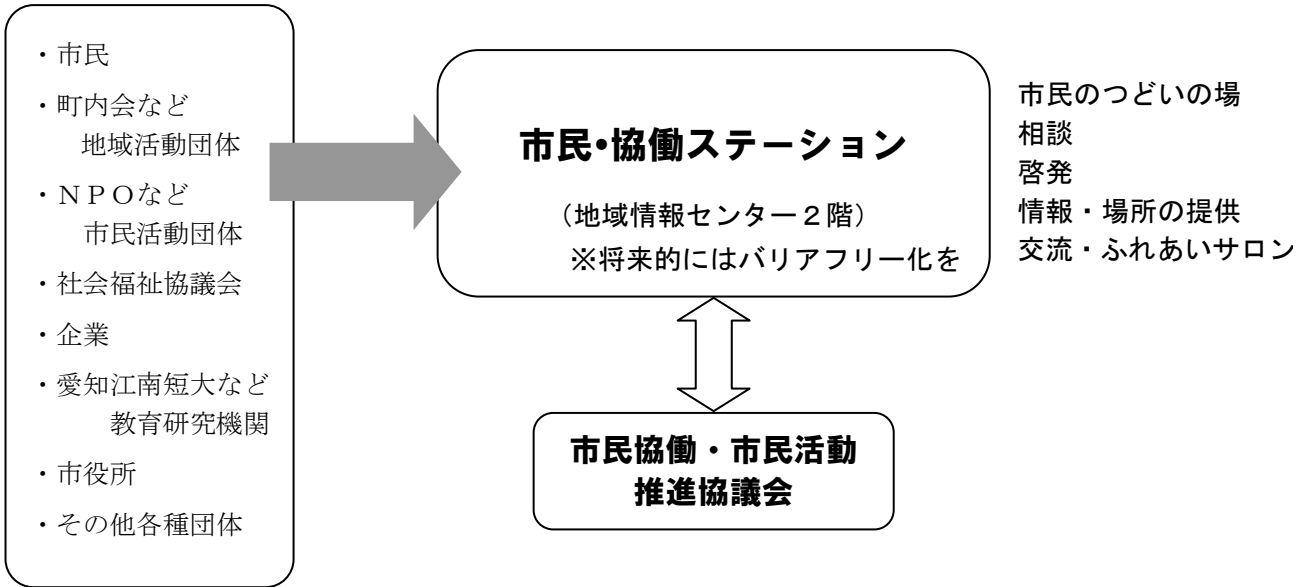 ・市民
・町内会など
地域活動団体
・ＮＰＯなど
市民活動団体
・社会福祉協議会
・企業
・愛知江南短大など
教育研究機関
・市役所
・その他各種団体
市民・協働ステーション
（地域情報センター２階）
※将来的にはバリアフリー化を
市民のつどいの場
相談
啓発
情報・場所の提供
交流・ふれあいサロン
市民協働・市民活動
推進協議会